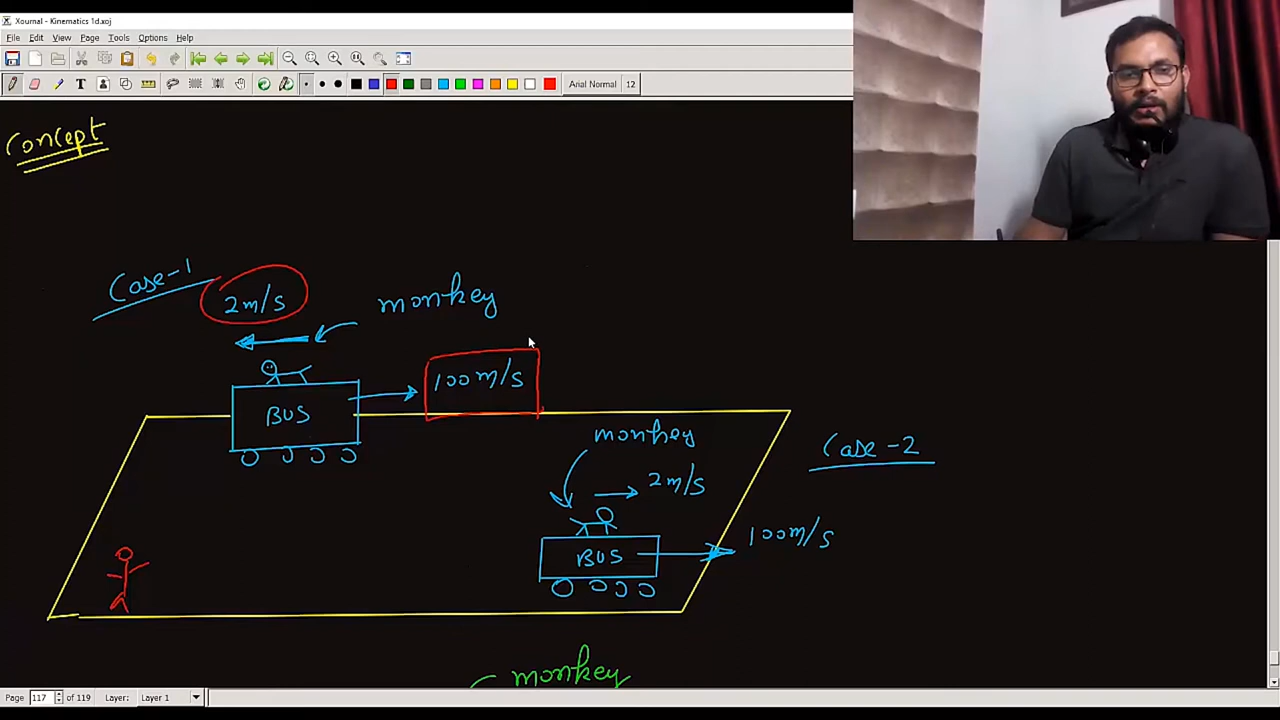 Xournal - Kinematics 1d.xoj
File Edit View Page Tools Options Help
Arial Normal 12
Concept
Case-1
2m/s
monkey
BUS
100m/s
monkey
Case-2
2m/s
BUS
100m/s
monkey
Page 117 of 119 Layer: Layer 1